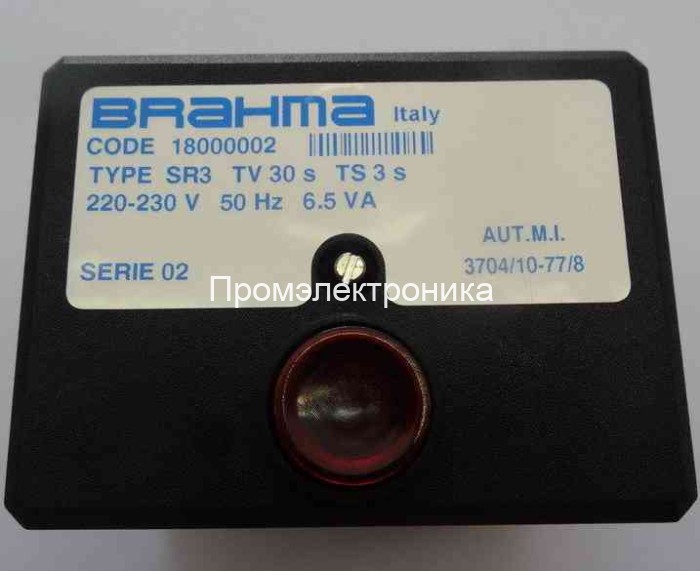 BRAHMA Italy
CODE 18000002
TYPE SR3 TV 30 s TS 3 s
220-230 V 50 Hz 6.5 VA
AUT.M.I.
SERIE 02 3704/10-77/8
Промэлектроника